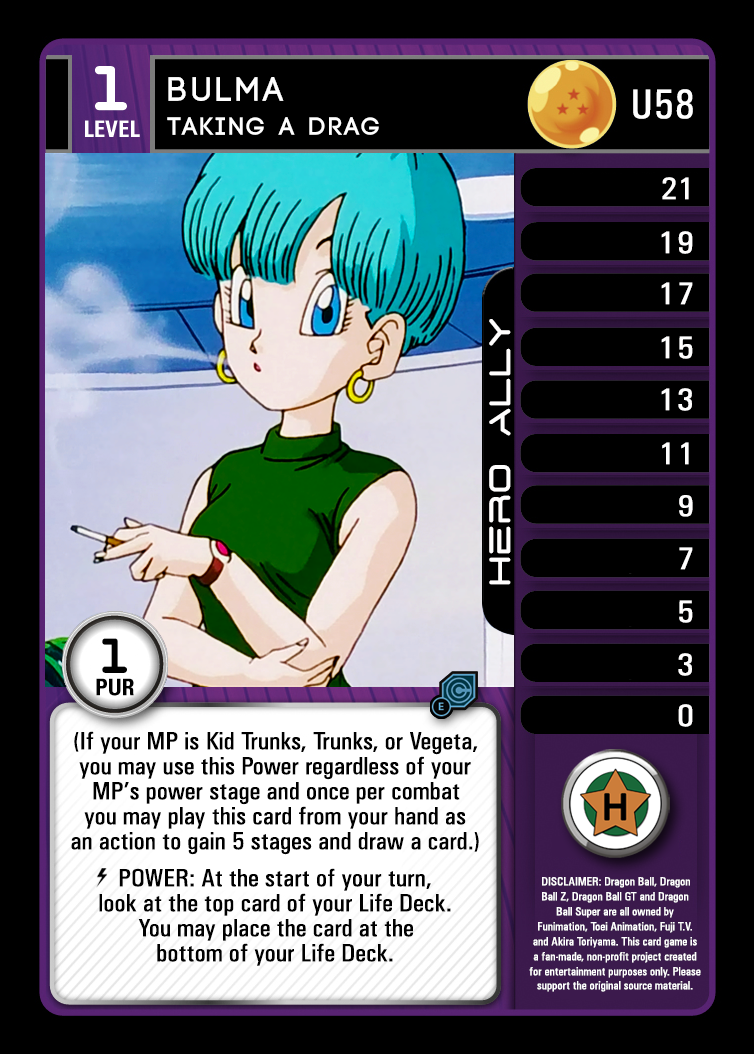 1
LEVEL
BULMA
TAKING A DRAG
U58
21
19
17
15
13
11
9
7
5
3
0
HERO ALLY
1
PUR
E
(If your MP is Kid Trunks, Trunks, or Vegeta,
you may use this Power regardless of your
MP's power stage and once per combat
you may play this card from your hand as
an action to gain 5 stages and draw a card.)
POWER: At the start of your turn,
look at the top card of your Life Deck.
You may place the card at the
bottom of your Life Deck.
H
DISCLAIMER: Dragon Ball, Dragon
Ball Z, Dragon Ball GT and Dragon
Ball Super are all owned by
Funimation, Toei Animation, Fuji T.V.
and Akira Toriyama. This card game is
a fan-made, non-profit project created
for entertainment purposes only. Please
support the original source material.